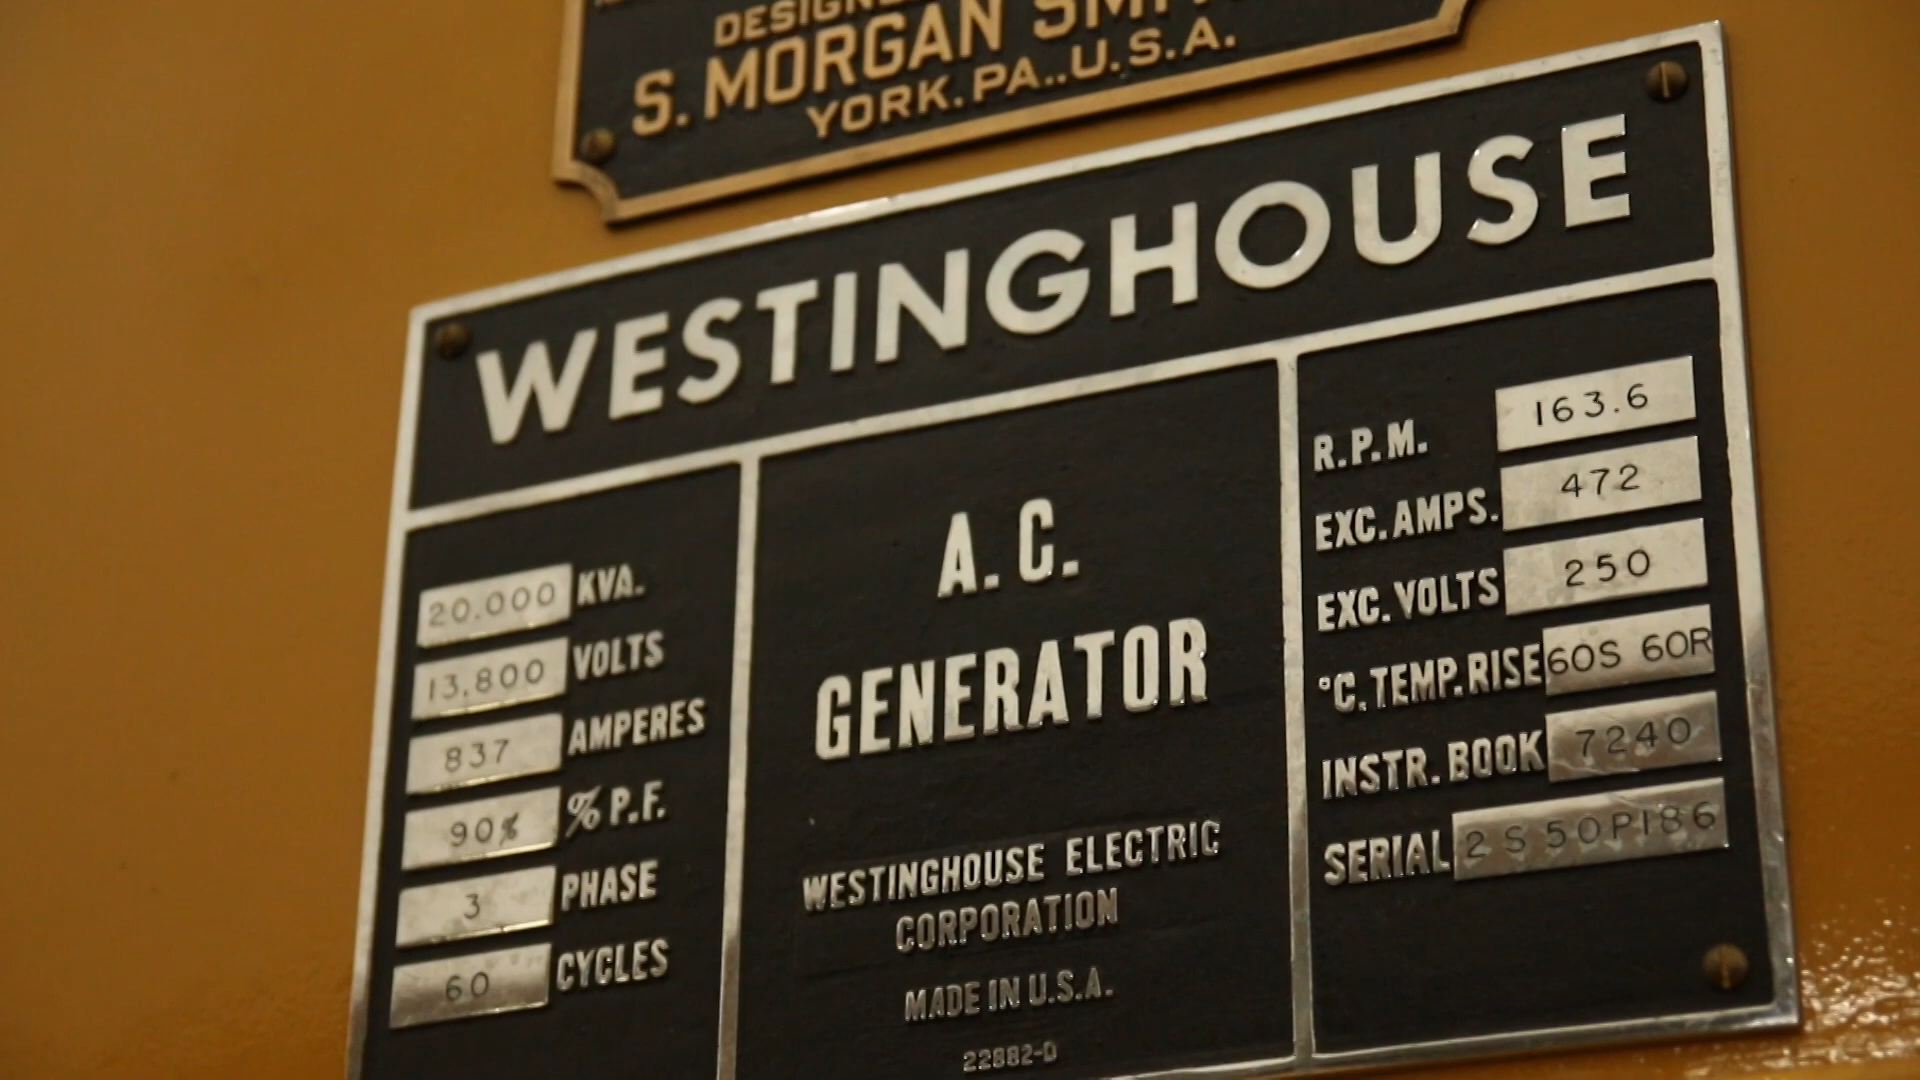 S. MORGAN
YORK. PA..U.S.A.
WESTINGHOUSE
20.000 KVA.
13,800 VOLTS
837 AMPERES
90% % P.F.
3 PHASE
60 CYCLES
A.C.
GENERATOR
WESTINGHOUSE ELECTRIC
CORPORATION
MADE IN U.S.A.
22882-D
R.P.M. 163.6
EXC. AMPS. 472
EXC. VOLTS 250
°C. TEMP. RISE 60S 60R
INSTR. BOOK 7240
SERIAL 2 S 50P186